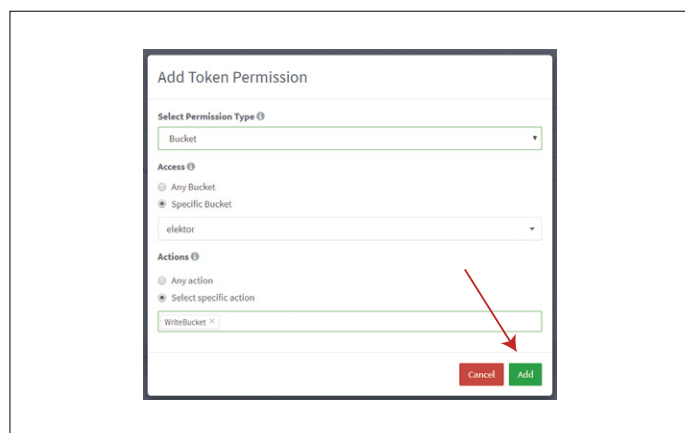 Add Token Permission
Select Permission Type
Bucket
Access
Any Bucket
Specific Bucket
elektor
Actions
Any action
Select specific action
WriteBucket ×
Cancel Add